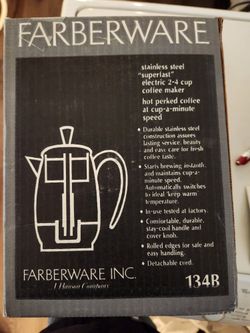 FARBERWARE
stainless steel
"superfast"
electric 2-4 cup
coffee maker
hot perked coffee
at cup-a-minute
speed
• Durable stainless steel
construction assures
lasting service, beauty
and easy care for fresh
coffee taste.
• Starts brewing instantly,
and maintains cup-a-
minute speed.
Automatically switches
to ideal 'keep warm'
temperature.
• In-use tested at factory.
• Comfortable, durable,
stay-cool handle and
cover knob.
• Rolled edges for safe and
easy handling.
• Detachable cord.
FARBERWARE INC.
A Hanson Company
134B